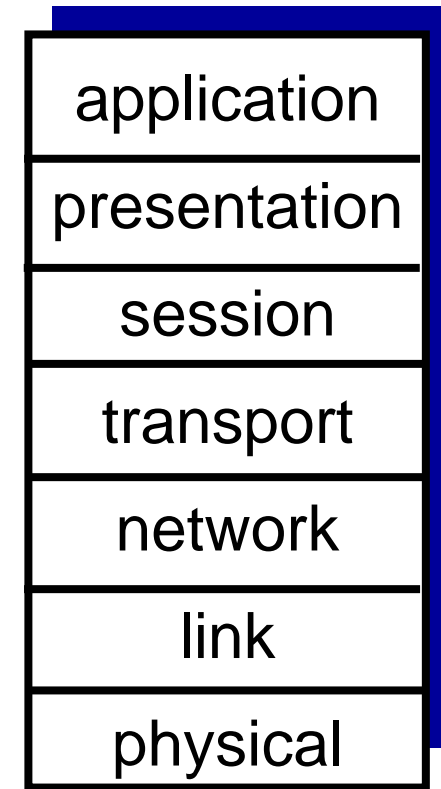 application
presentation
session
transport
network
link
physical